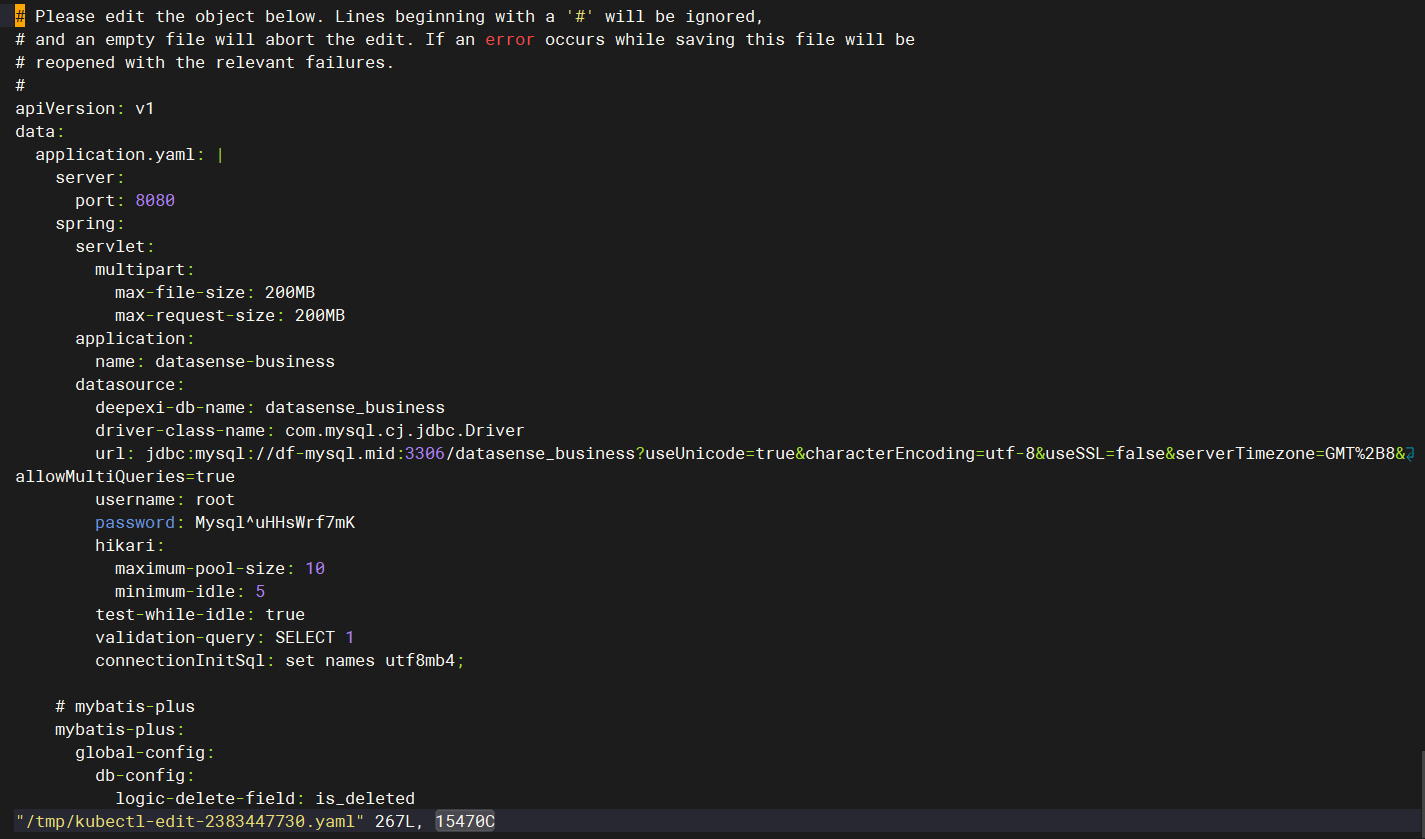 # Please edit the object below. Lines beginning with a '#' will be ignored,
# and an empty file will abort the edit. If an error occurs while saving this file will be
# reopened with the relevant failures.
#
apiVersion: v1
data:
  application.yaml: |
    server:
      port: 8080
    spring:
      servlet:
        multipart:
          max-file-size: 200MB
          max-request-size: 200MB
      application:
        name: datasense-business
      datasource:
        deepexi-db-name: datasense_business
        driver-class-name: com.mysql.cj.jdbc.Driver
        url: jdbc:mysql://df-mysql.mid:3306/datasense_business?useUnicode=true&characterEncoding=utf-8&useSSL=false&serverTimezone=GMT%2B8&
allowMultiQueries=true
        username: root
        password: Mysql^uHHsWrf7mK
        hikari:
          maximum-pool-size: 10
          minimum-idle: 5
        test-while-idle: true
        validation-query: SELECT 1
        connectionInitSql: set names utf8mb4;

    # mybatis-plus
    mybatis-plus:
      global-config:
        db-config:
          logic-delete-field: is_deleted
"/tmp/kubectl-edit-2383447730.yaml" 267L, 15470C